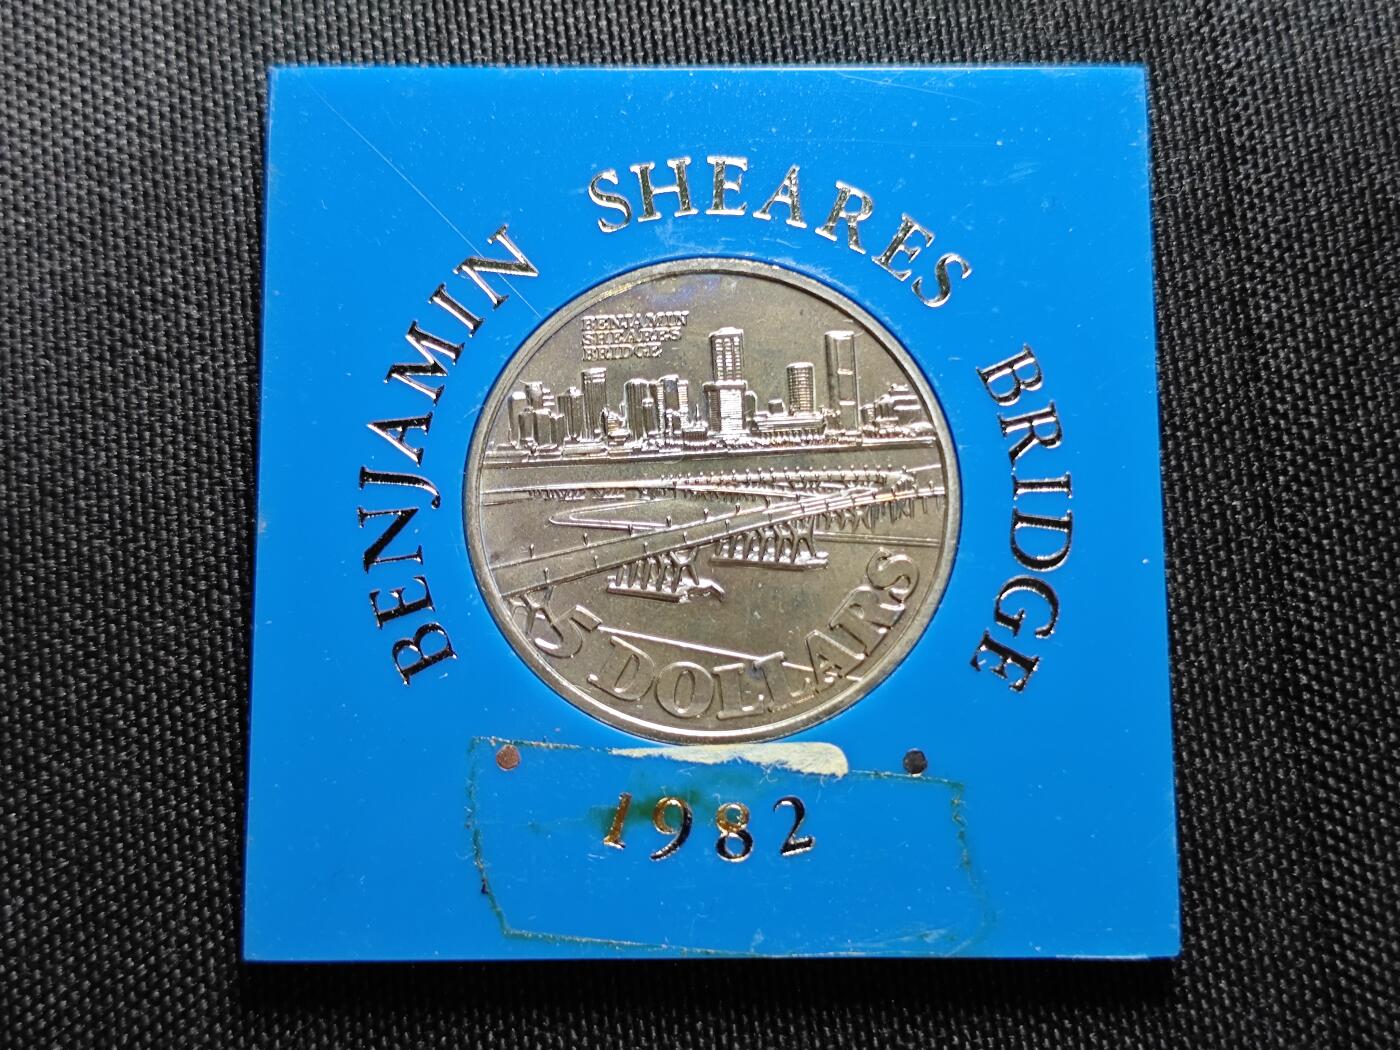 BENJAMIN SHEARES BRIDGE
BENJAMIN
SHEARES
BRIDGE
$5 DOLLARS
1982